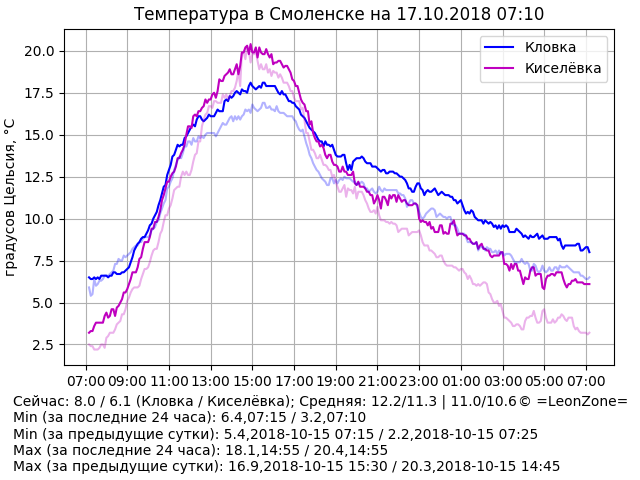 Температура в Смоленске на 17.10.2018 07:10
Кловка
Киселёвка
градусов Цельсия, °C
20.0
17.5
15.0
12.5
10.0
7.5
5.0
2.5
07:00 09:00 11:00 13:00 15:00 17:00 19:00 21:00 23:00 01:00 03:00 05:00 07:00
Сейчас: 8.0 / 6.1 (Кловка / Киселёвка); Средняя: 12.2/11.3 | 11.0/10.6© =LeonZone=
Min (за последние 24 часа): 6.4,07:15 / 3.2,07:10
Min (за предыдущие сутки): 5.4,2018-10-15 07:15 / 2.2,2018-10-15 07:25
Max (за последние 24 часа): 18.1,14:55 / 20.4,14:55
Max (за предыдущие сутки): 16.9,2018-10-15 15:30 / 20.3,2018-10-15 14:45